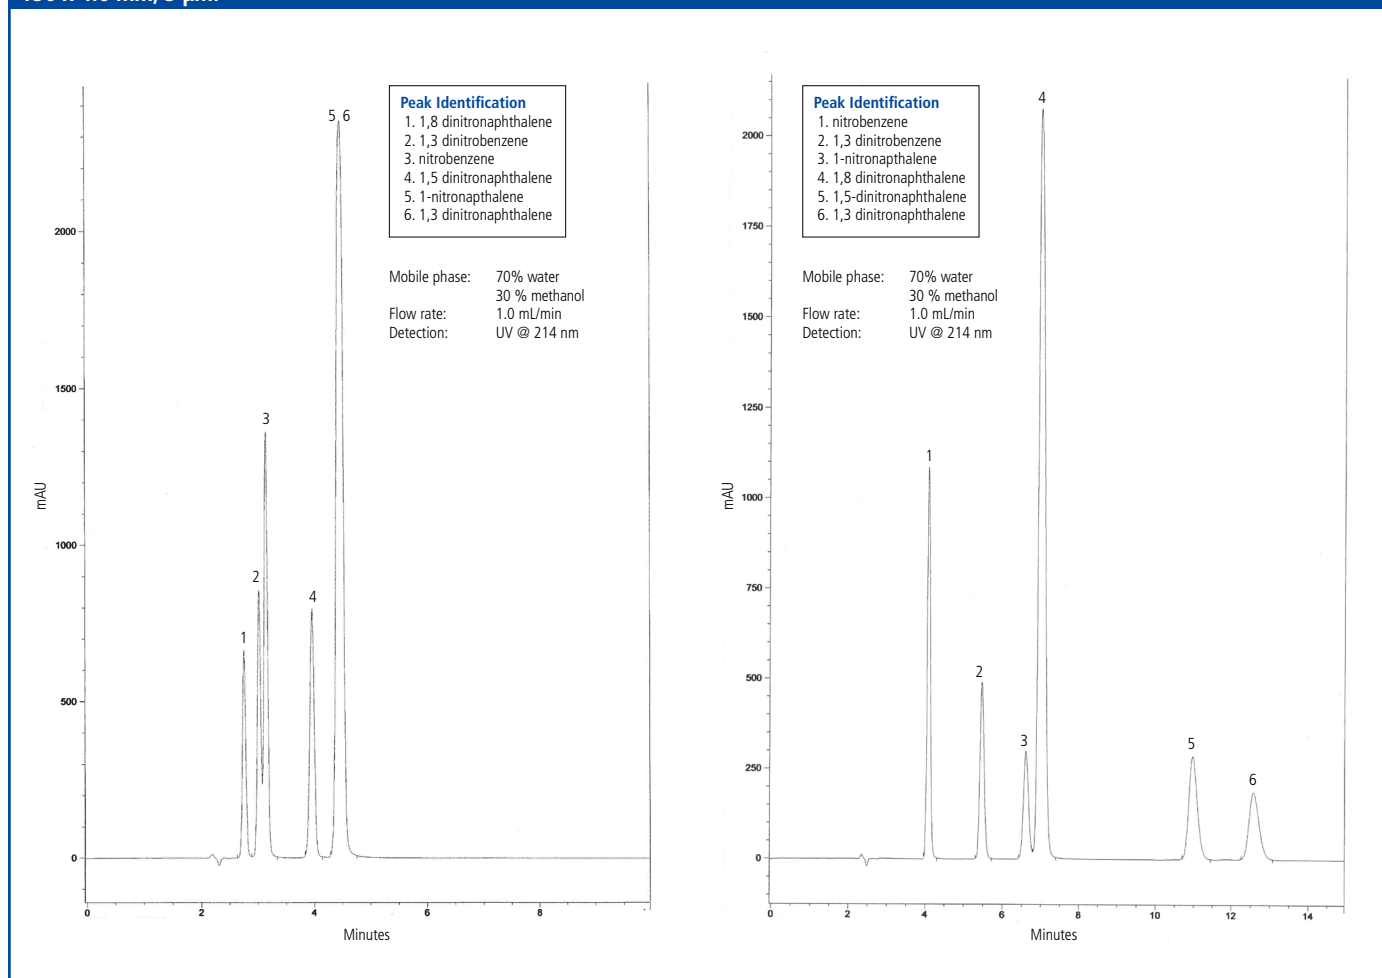 5 6
Peak Identification
1. 1,8 dinitronaphthalene
2. 1,3 dinitrobenzene
3. nitrobenzene
4. 1,5 dinitronaphthalene
5. 1-nitronapthalene
6. 1,3 dinitronaphthalene
Mobile phase: 70% water
30 % methanol
Flow rate: 1.0 mL/min
Detection: UV @ 214 nm
2000
1500
1000
500
0
mAU
1
2
3
4
0 2 4 6 8
Minutes
4
Peak Identification
1. nitrobenzene
2. 1,3 dinitrobenzene
3. 1-nitronapthalene
4. 1,8 dinitronaphthalene
5. 1,5-dinitronaphthalene
6. 1,3 dinitronaphthalene
Mobile phase: 70% water
30 % methanol
Flow rate: 1.0 mL/min
Detection: UV @ 214 nm
2000
1750
1500
1250
1000
750
500
250
0
mAU
1
2
3
5
6
0 2 4 6 8 10 12 14
Minutes